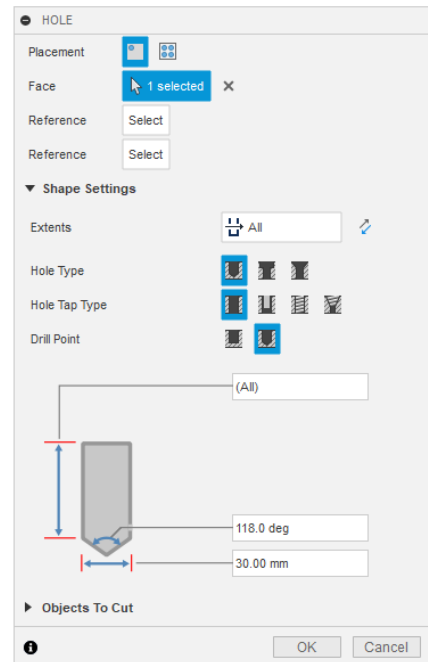 HOLE
Placement
Face 1 selected
Reference Select
Reference Select
Shape Settings
Extents All
Hole Type
Hole Tap Type
Drill Point
(All)
118.0 deg
30.00 mm
Objects To Cut
OK Cancel